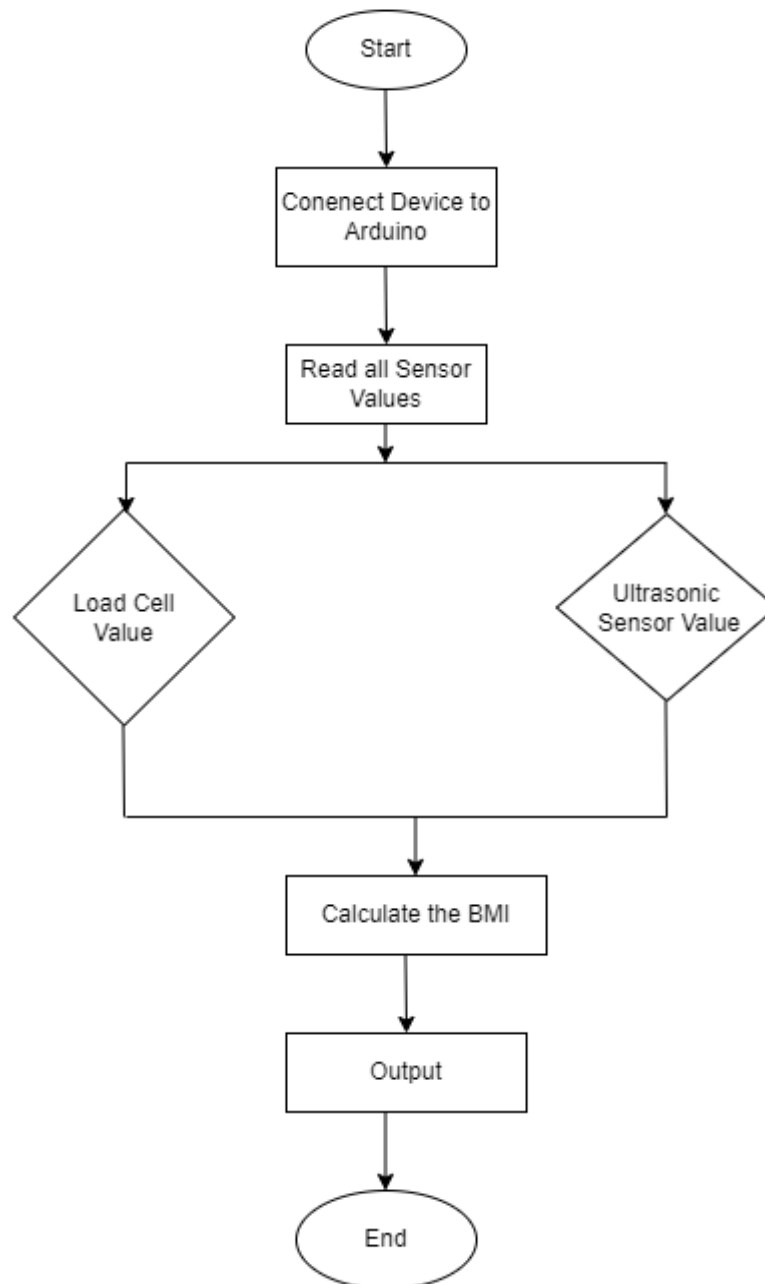 Start
Conenect Device to
Arduino
Read all Sensor
Values
Load Cell
Value
Ultrasonic
Sensor Value
Calculate the BMI
Output
End